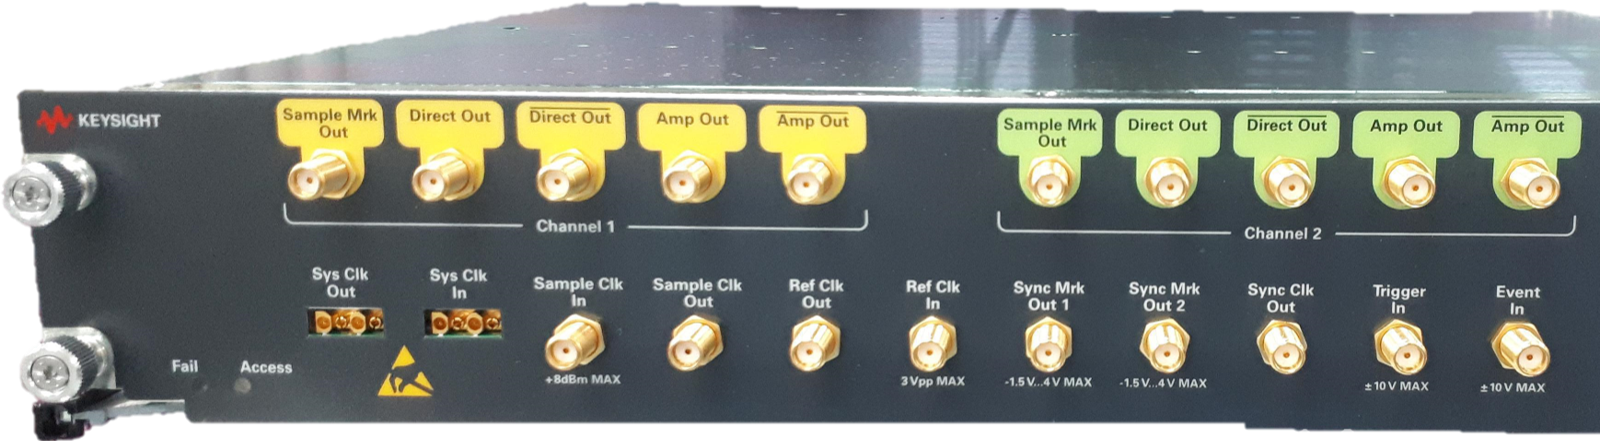 KEYSIGHT
Sample Mrk
Out
Direct Out
Direct Out
Amp Out
Amp Out
Channel 1
Sample Mrk
Out
Direct Out
Direct Out
Amp Out
Amp Out
Channel 2
Sys Clk
Out
Sys Clk
In
Sample Clk
In
+8dBm MAX
Sample Clk
Out
Ref Clk
Out
Ref Clk
In
3 Vpp MAX
Sync Mrk
Out 1
-1.5 V...4 V MAX
Sync Mrk
Out 2
-1.5 V...4 V MAX
Sync Clk
Out
Trigger
In
±10 V MAX
Event
In
±10 V MAX
Fail
Access